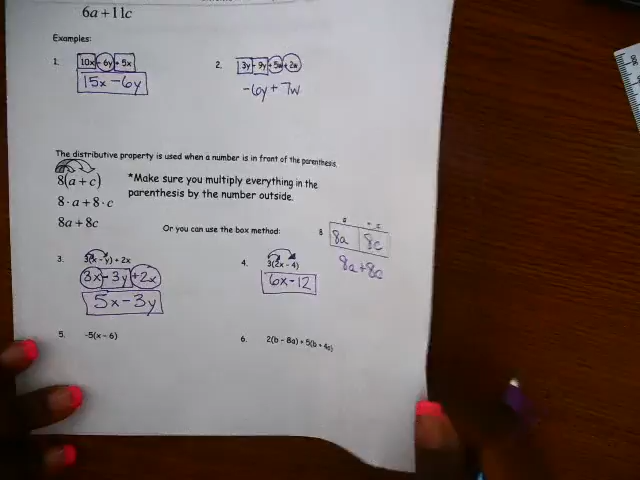 6a + 11c
Examples:
1. 10x - 6y + 5x
15x - 6y
2. 3y - 9y + 5w + 2w
-6y + 7w
The distributive property is used when a number is in front of the parenthesis.
8(a + c)
*Make sure you multiply everything in the
parenthesis by the number outside.
8 · a + 8 · c
8a + 8c
Or you can use the box method:
8 8a 8c
8a + 8c
3. 3(x - y) + 2x
3x - 3y + 2x
5x - 3y
4. 3(2x - 4)
6x - 12
5. -5(x - 6)
6. 2(b - 8a) + 5(b + 4a)